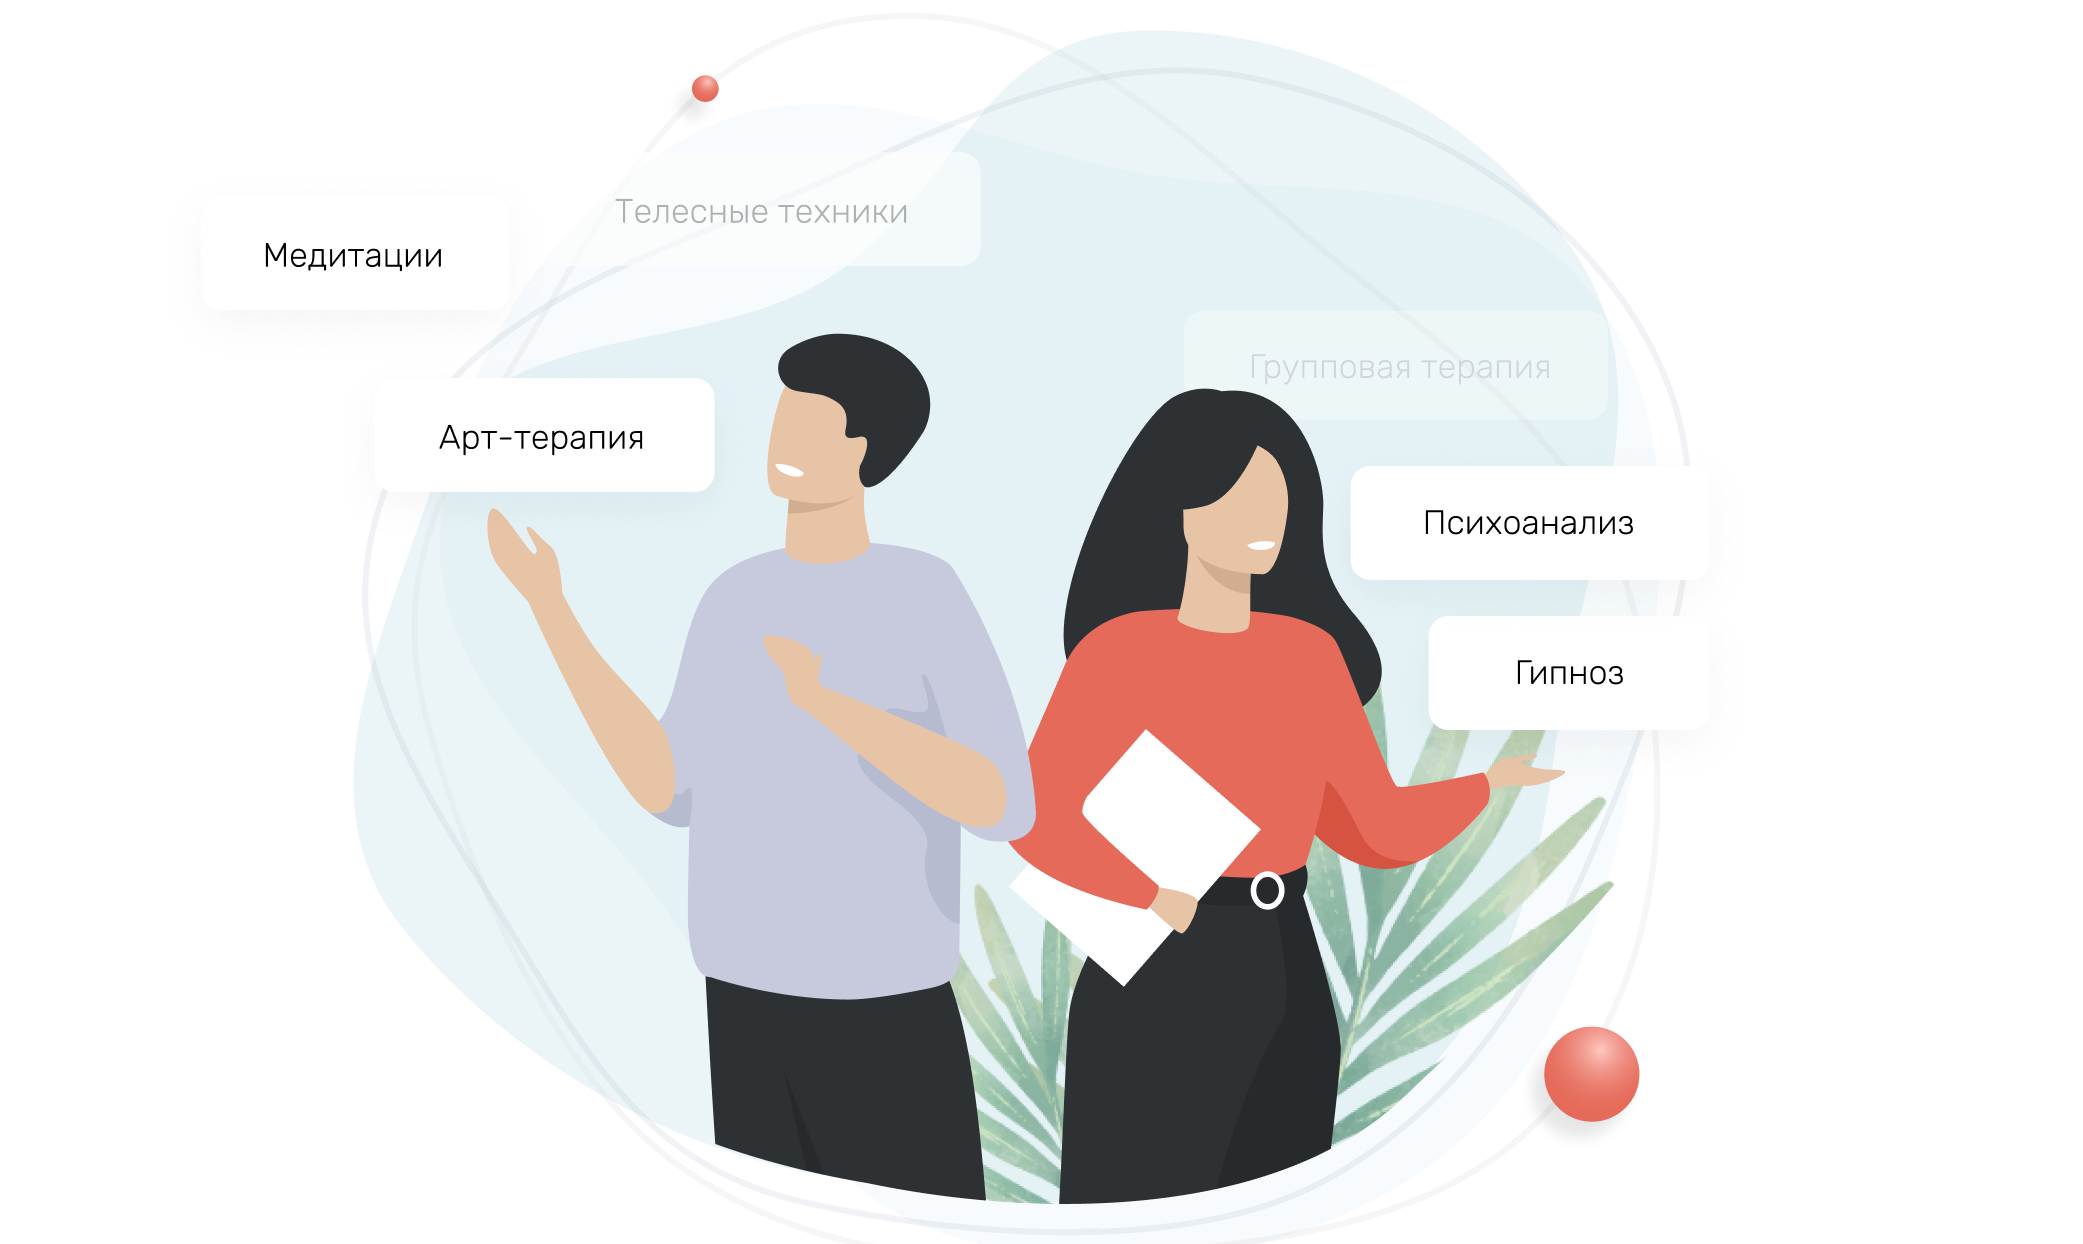 Телесные техники
Медитации
Групповая терапия
Арт-терапия
Психоанализ
Гипноз